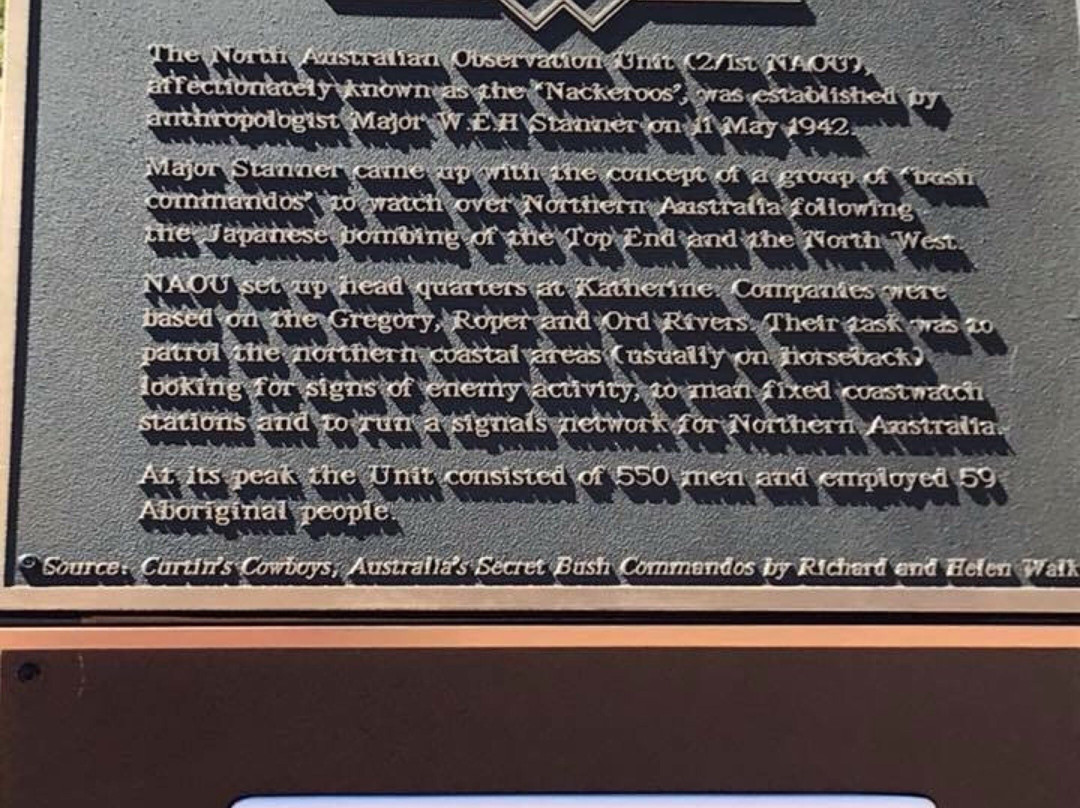 The North Australian Observation Unit (2/1st NAOU),
affectionately known as the 'Nackeroos', was established by
anthropologist Major W.E.H Stanner on 11 May 1942.
Major Stanner came up with the concept of a group of 'bush
commandos' to watch over Northern Australia following
the Japanese bombing of the Top End and the North West.
NAOU set up head quarters at Katherine. Companies were
based on the Gregory, Roper and Ord Rivers. Their task was to
patrol the northern coastal areas (usually on horseback)
looking for signs of enemy activity, to man fixed coastwatch
stations and to run a signals network for Northern Australia.
At its peak the Unit consisted of 550 men and employed 59
Aboriginal people.
Source: Curtin's Cowboys, Australia's Secret Bush Commandos by Richard and Helen Walk